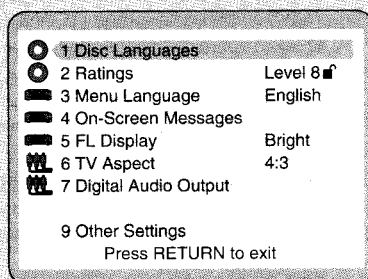 1 Disc Languages
2 Ratings Level 8
3 Menu Language English
4 On-Screen Messages
5 FL Display Bright
6 TV Aspect 4:3
7 Digital Audio Output
9 Other Settings
Press RETURN to exit